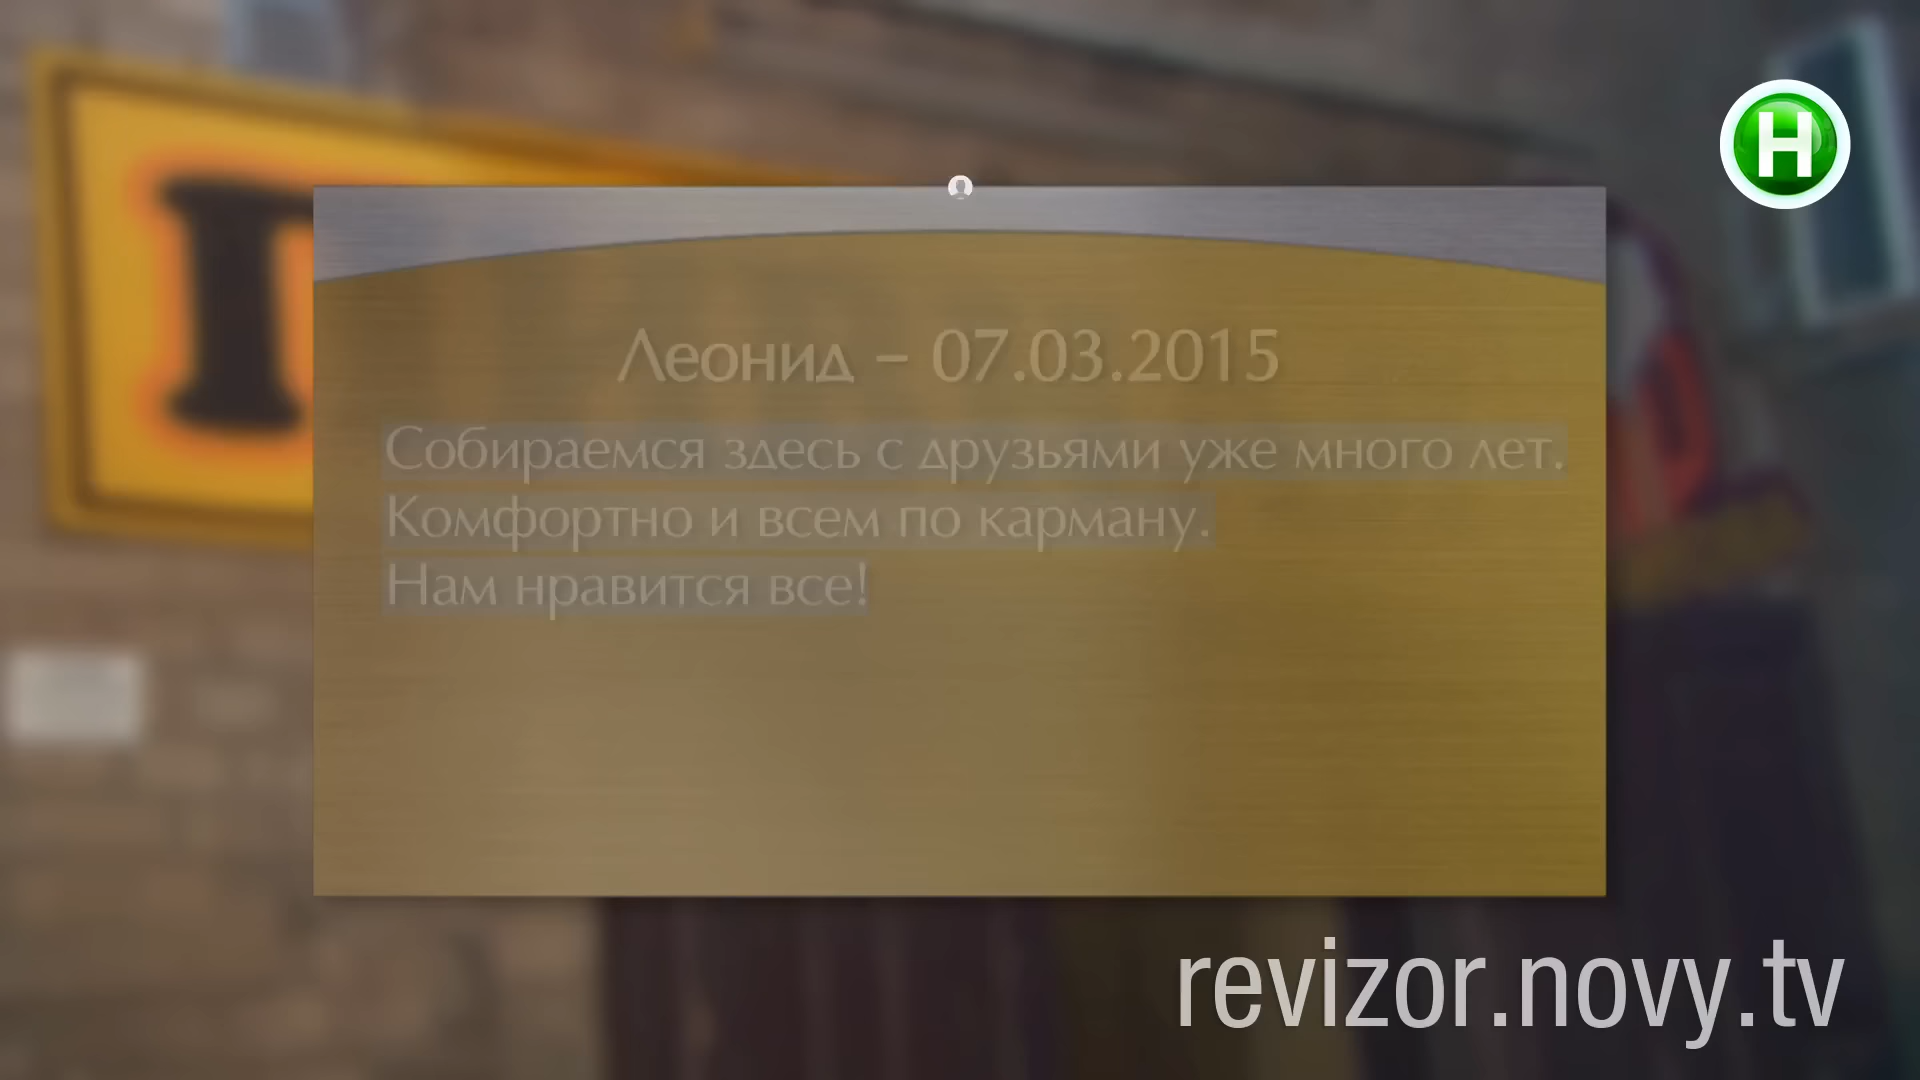 Н
П
Леонид – 07.03.2015
Собираемся здесь с друзьями уже много лет.
Комфортно и всем по карману.
Нам нравится все!
revizor.novy.tv